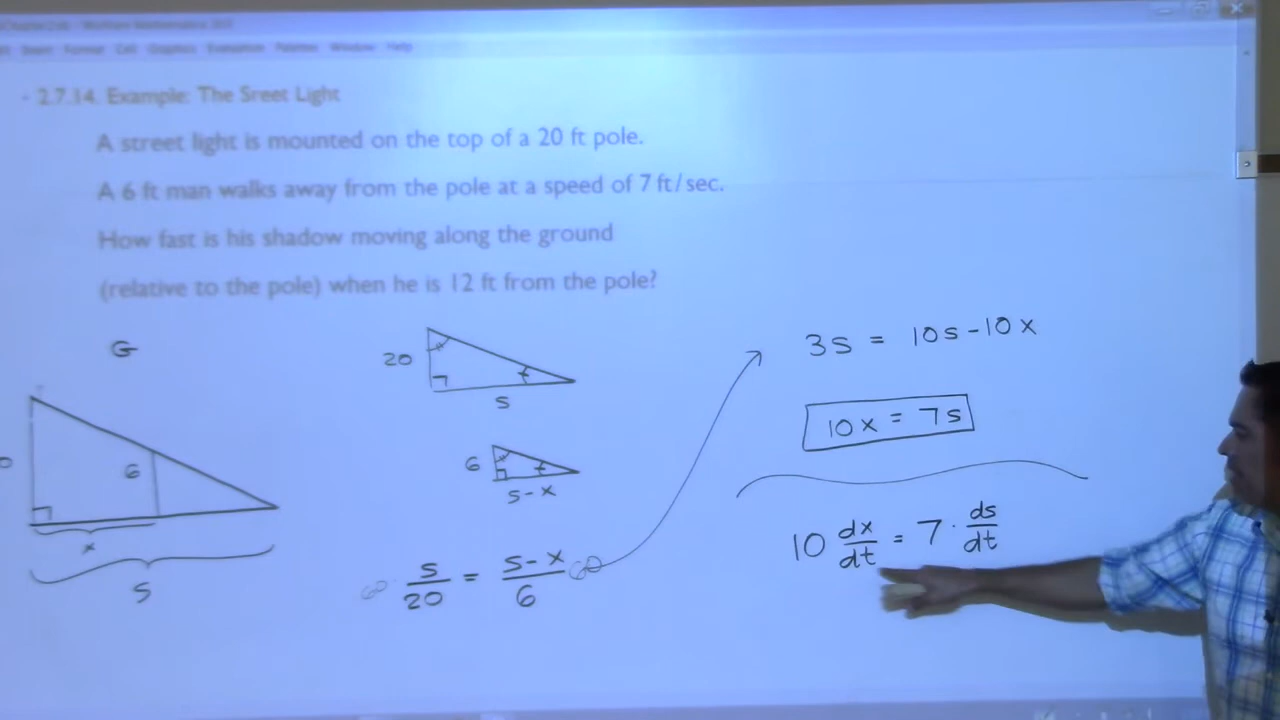 - 2.7.14. Example: The Sreet Light
A street light is mounted on the top of a 20 ft pole.
A 6 ft man walks away from the pole at a speed of 7 ft/sec.
How fast is his shadow moving along the ground
(relative to the pole) when he is 12 ft from the pole?
G
6
x
s
20
s
6
s-x
s/20 = s-x/6
60
60
3s = 10s-10x
10x = 7s
10 dx/dt = 7 · ds/dt